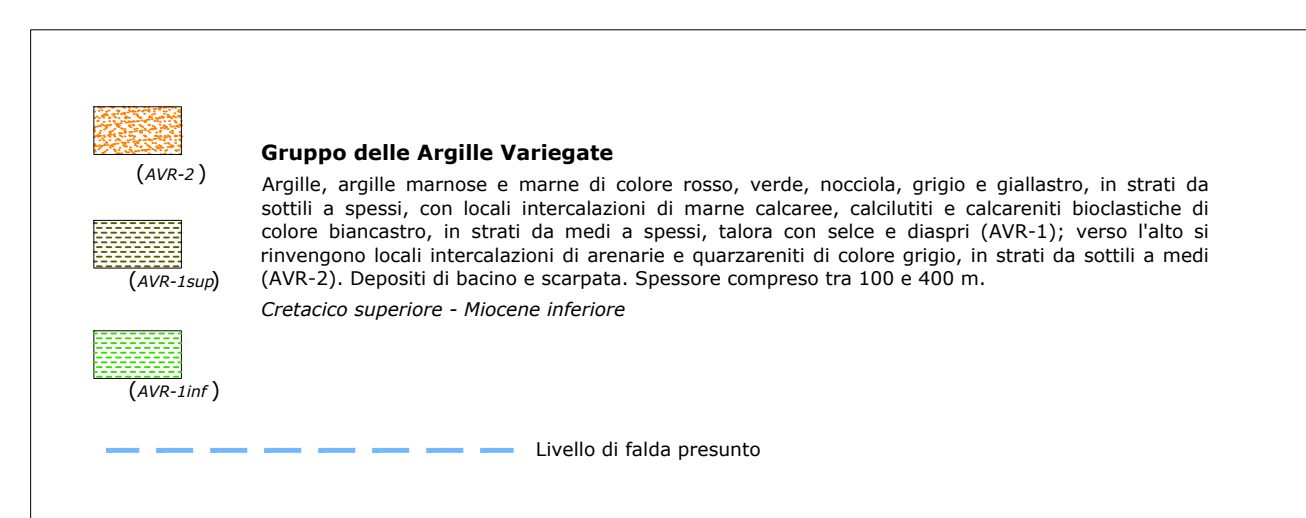 (AVR-2 )
(AVR-1sup)
(AVR-1inf )
Gruppo delle Argille Variegate
Argille, argille marnose e marne di colore rosso, verde, nocciola, grigio e giallastro, in strati da
sottili a spessi, con locali intercalazioni di marne calcaree, calcilutiti e calcareniti bioclastiche di
colore biancastro, in strati da medi a spessi, talora con selce e diaspri (AVR-1); verso l'alto si
rinvengono locali intercalazioni di arenarie e quarzareniti di colore grigio, in strati da sottili a medi
(AVR-2). Depositi di bacino e scarpata. Spessore compreso tra 100 e 400 m.
Cretacico superiore - Miocene inferiore
Livello di falda presunto